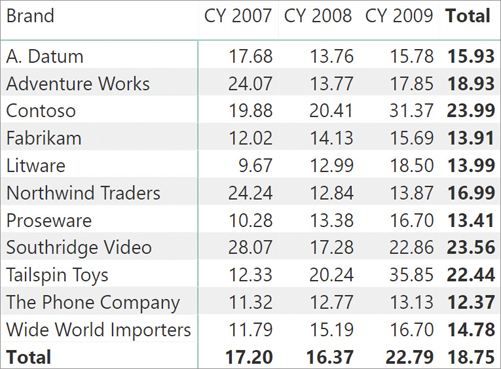 Brand CY 2007 CY 2008 CY 2009 Total
A. Datum 17.68 13.76 15.78 15.93
Adventure Works 24.07 13.77 17.85 18.93
Contoso 19.88 20.41 31.37 23.99
Fabrikam 12.02 14.13 15.69 13.91
Litware 9.67 12.99 18.50 13.99
Northwind Traders 24.24 12.84 13.87 16.99
Proseware 10.28 13.38 16.70 13.41
Southridge Video 28.07 17.28 22.86 23.56
Tailspin Toys 12.33 20.24 35.85 22.44
The Phone Company 11.32 12.77 13.13 12.37
Wide World Importers 11.79 15.19 16.70 14.78
Total 17.20 16.37 22.79 18.75